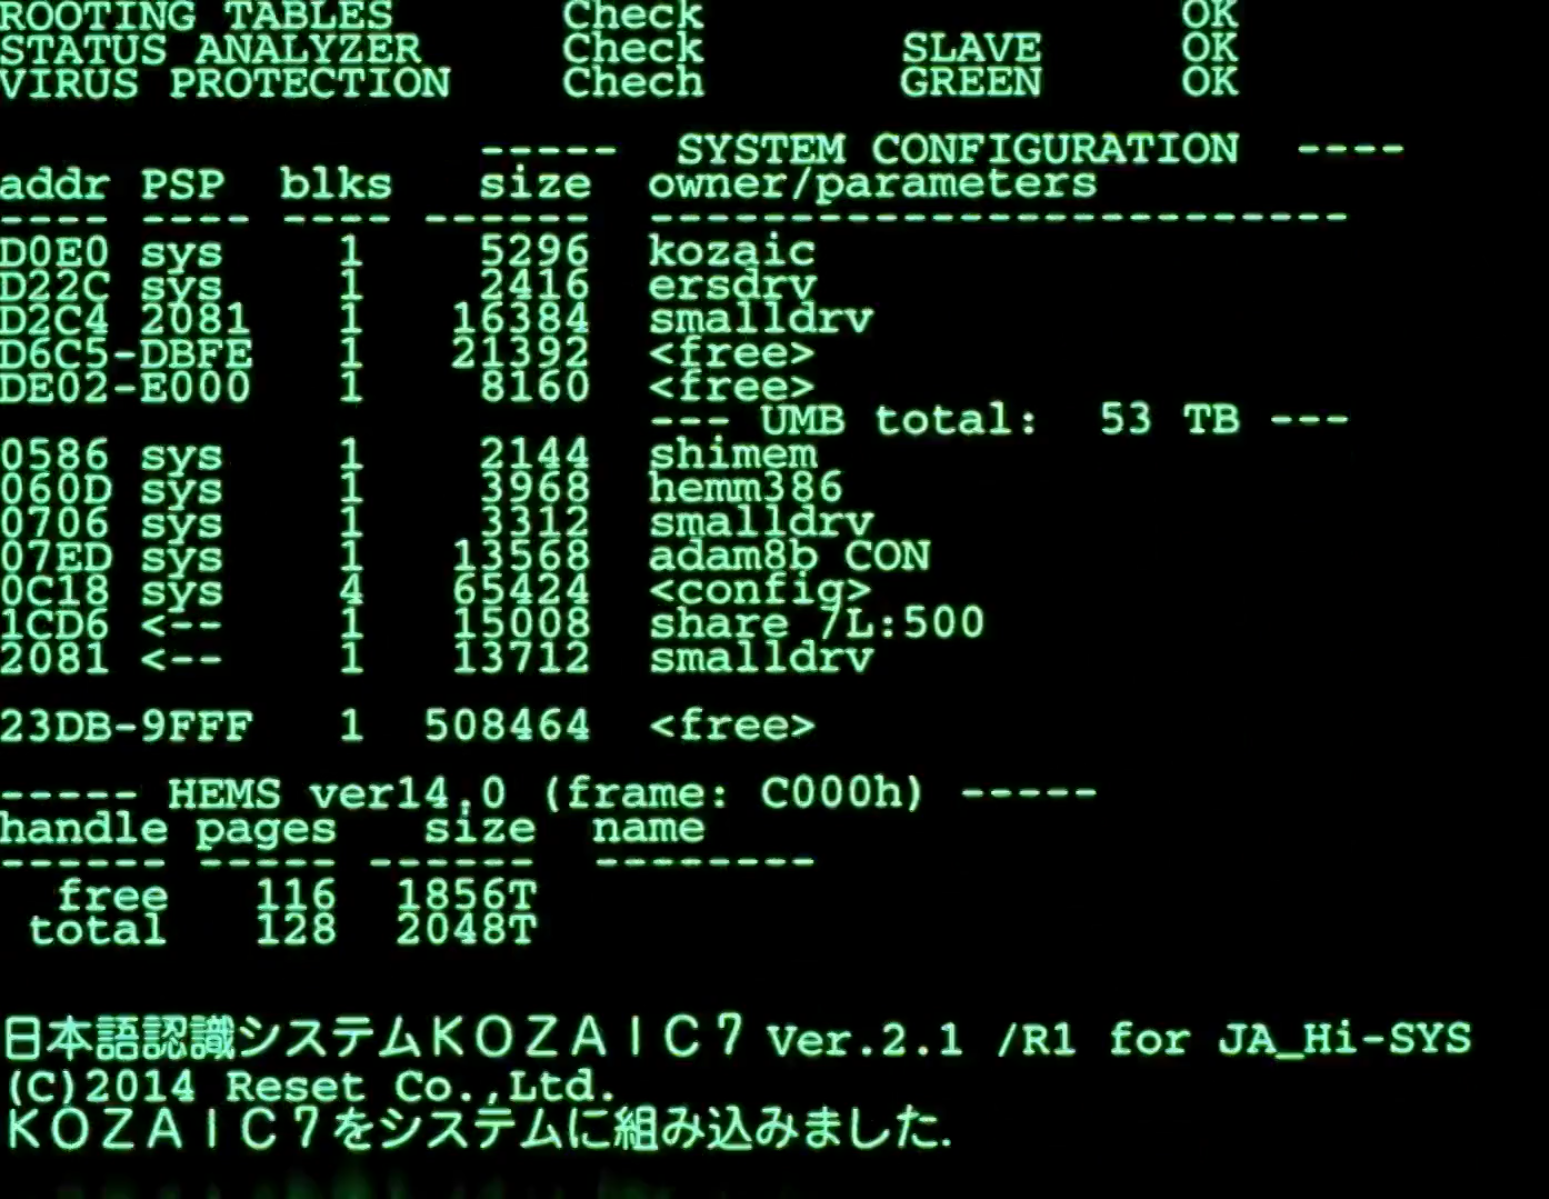 ROOTING TABLES Check OK
STATUS ANALYZER Check SLAVE OK
VIRUS PROTECTION Chech GREEN OK
----- SYSTEM CONFIGURATION ----
addr PSP blks size owner/parameters
---- ---- ---- ------ -------------------------
D0E0 sys 1 5296 kozaic
D22C sys 1 2416 ersdrv
D2C4 2081 1 16384 smalldrv
D6C5-DBFE 1 21392 <free>
DE02-E000 1 8160 <free>
--- UMB total: 53 TB ---
0586 sys 1 2144 shimem
060D sys 1 3968 hemm386
0706 sys 1 3312 smalldrv
07ED sys 1 13568 adam8b CON
0C18 sys 4 65424 <config>
1CD6 <-- 1 15008 share /L:500
2081 <-- 1 13712 smalldrv
23DB-9FFF 1 508464 <free>
----- HEMS ver14.0 (frame: C000h) -----
handle pages size name
------ ----- ------ --------
free 116 1856T
total 128 2048T
日本語認識システムKOZAIC7 Ver.2.1 /R1 for JA_Hi-SYS
(C)2014 Reset Co.,Ltd.
KOZAIC7をシステムに組み込みました.